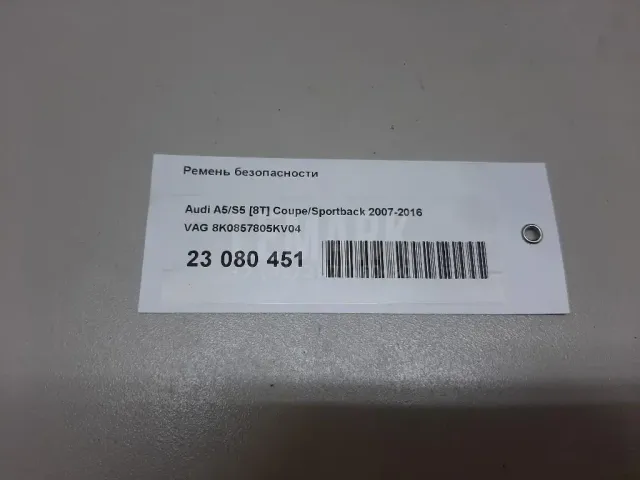 Ремень безопасности
Audi A5/S5 [8T] Coupe/Sportback 2007-2016
VAG 8K0857805KV04
23 080 451